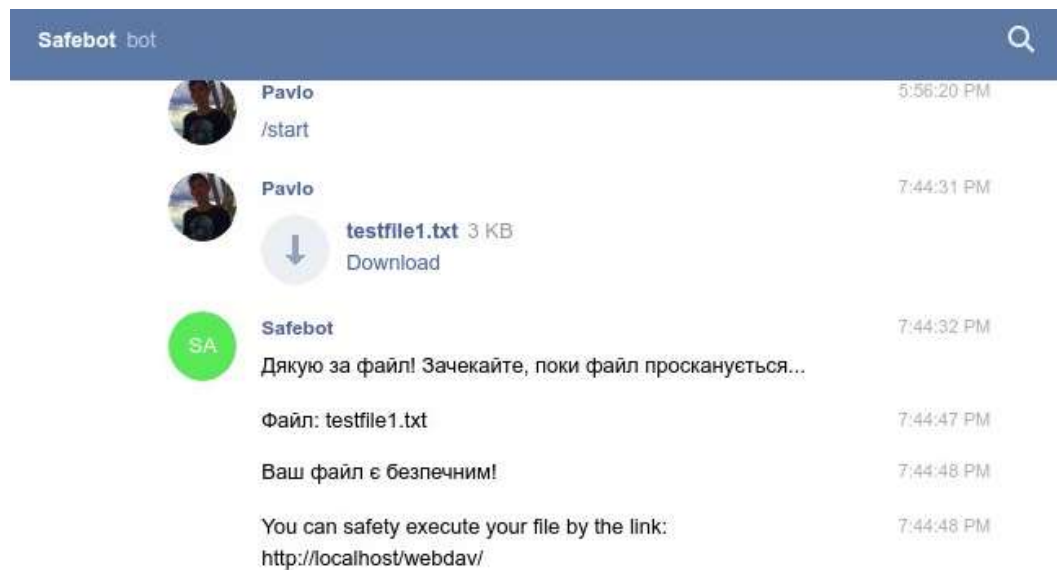 Safebot bot
Pavlo 5:56:20 PM
/start
Pavlo 7:44:31 PM
testfile1.txt 3 KB
Download
SA
Safebot 7:44:32 PM
Дякую за файл! Зачекайте, поки файл просканується...
Файл: testfile1.txt 7:44:47 PM
Ваш файл є безпечним! 7:44:48 PM
You can safety execute your file by the link: 7:44:48 PM
http://localhost/webdav/